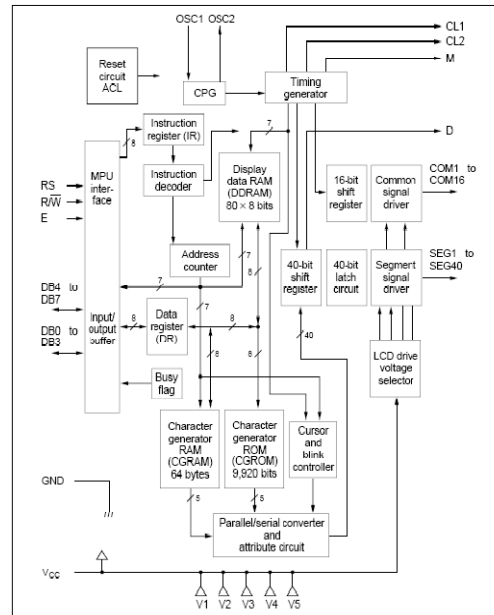 OSC1 OSC2
CL1
CL2
M
Reset
circuit
ACL
CPG
Timing
generator
7
8
Instruction
register (IR)
D
MPU
inter-
face
Instruction
decoder
Display
data RAM
(DDRAM)
80 × 8 bits
16-bit
shift
register
Common
signal
driver
COM1 to
COM16
RS
R/W
E
Address
counter
7
8
40-bit
shift
register
40-bit
latch
circuit
Segment
signal
driver
SEG1 to
SEG40
7
7
DB4 to
DB7
DB0 to
DB3
Input/
output
buffer
8
Data
register
(DR)
8
8
40
LCD drive
voltage
selector
8
8
Busy
flag
Character
generator
RAM
(CGRAM)
64 bytes
Character
generator
ROM
(CGROM)
9,920 bits
Cursor
and
blink
controller
GND
5
5
Parallel/serial converter
and
attribute circuit
Vcc
V1 V2 V3 V4 V5